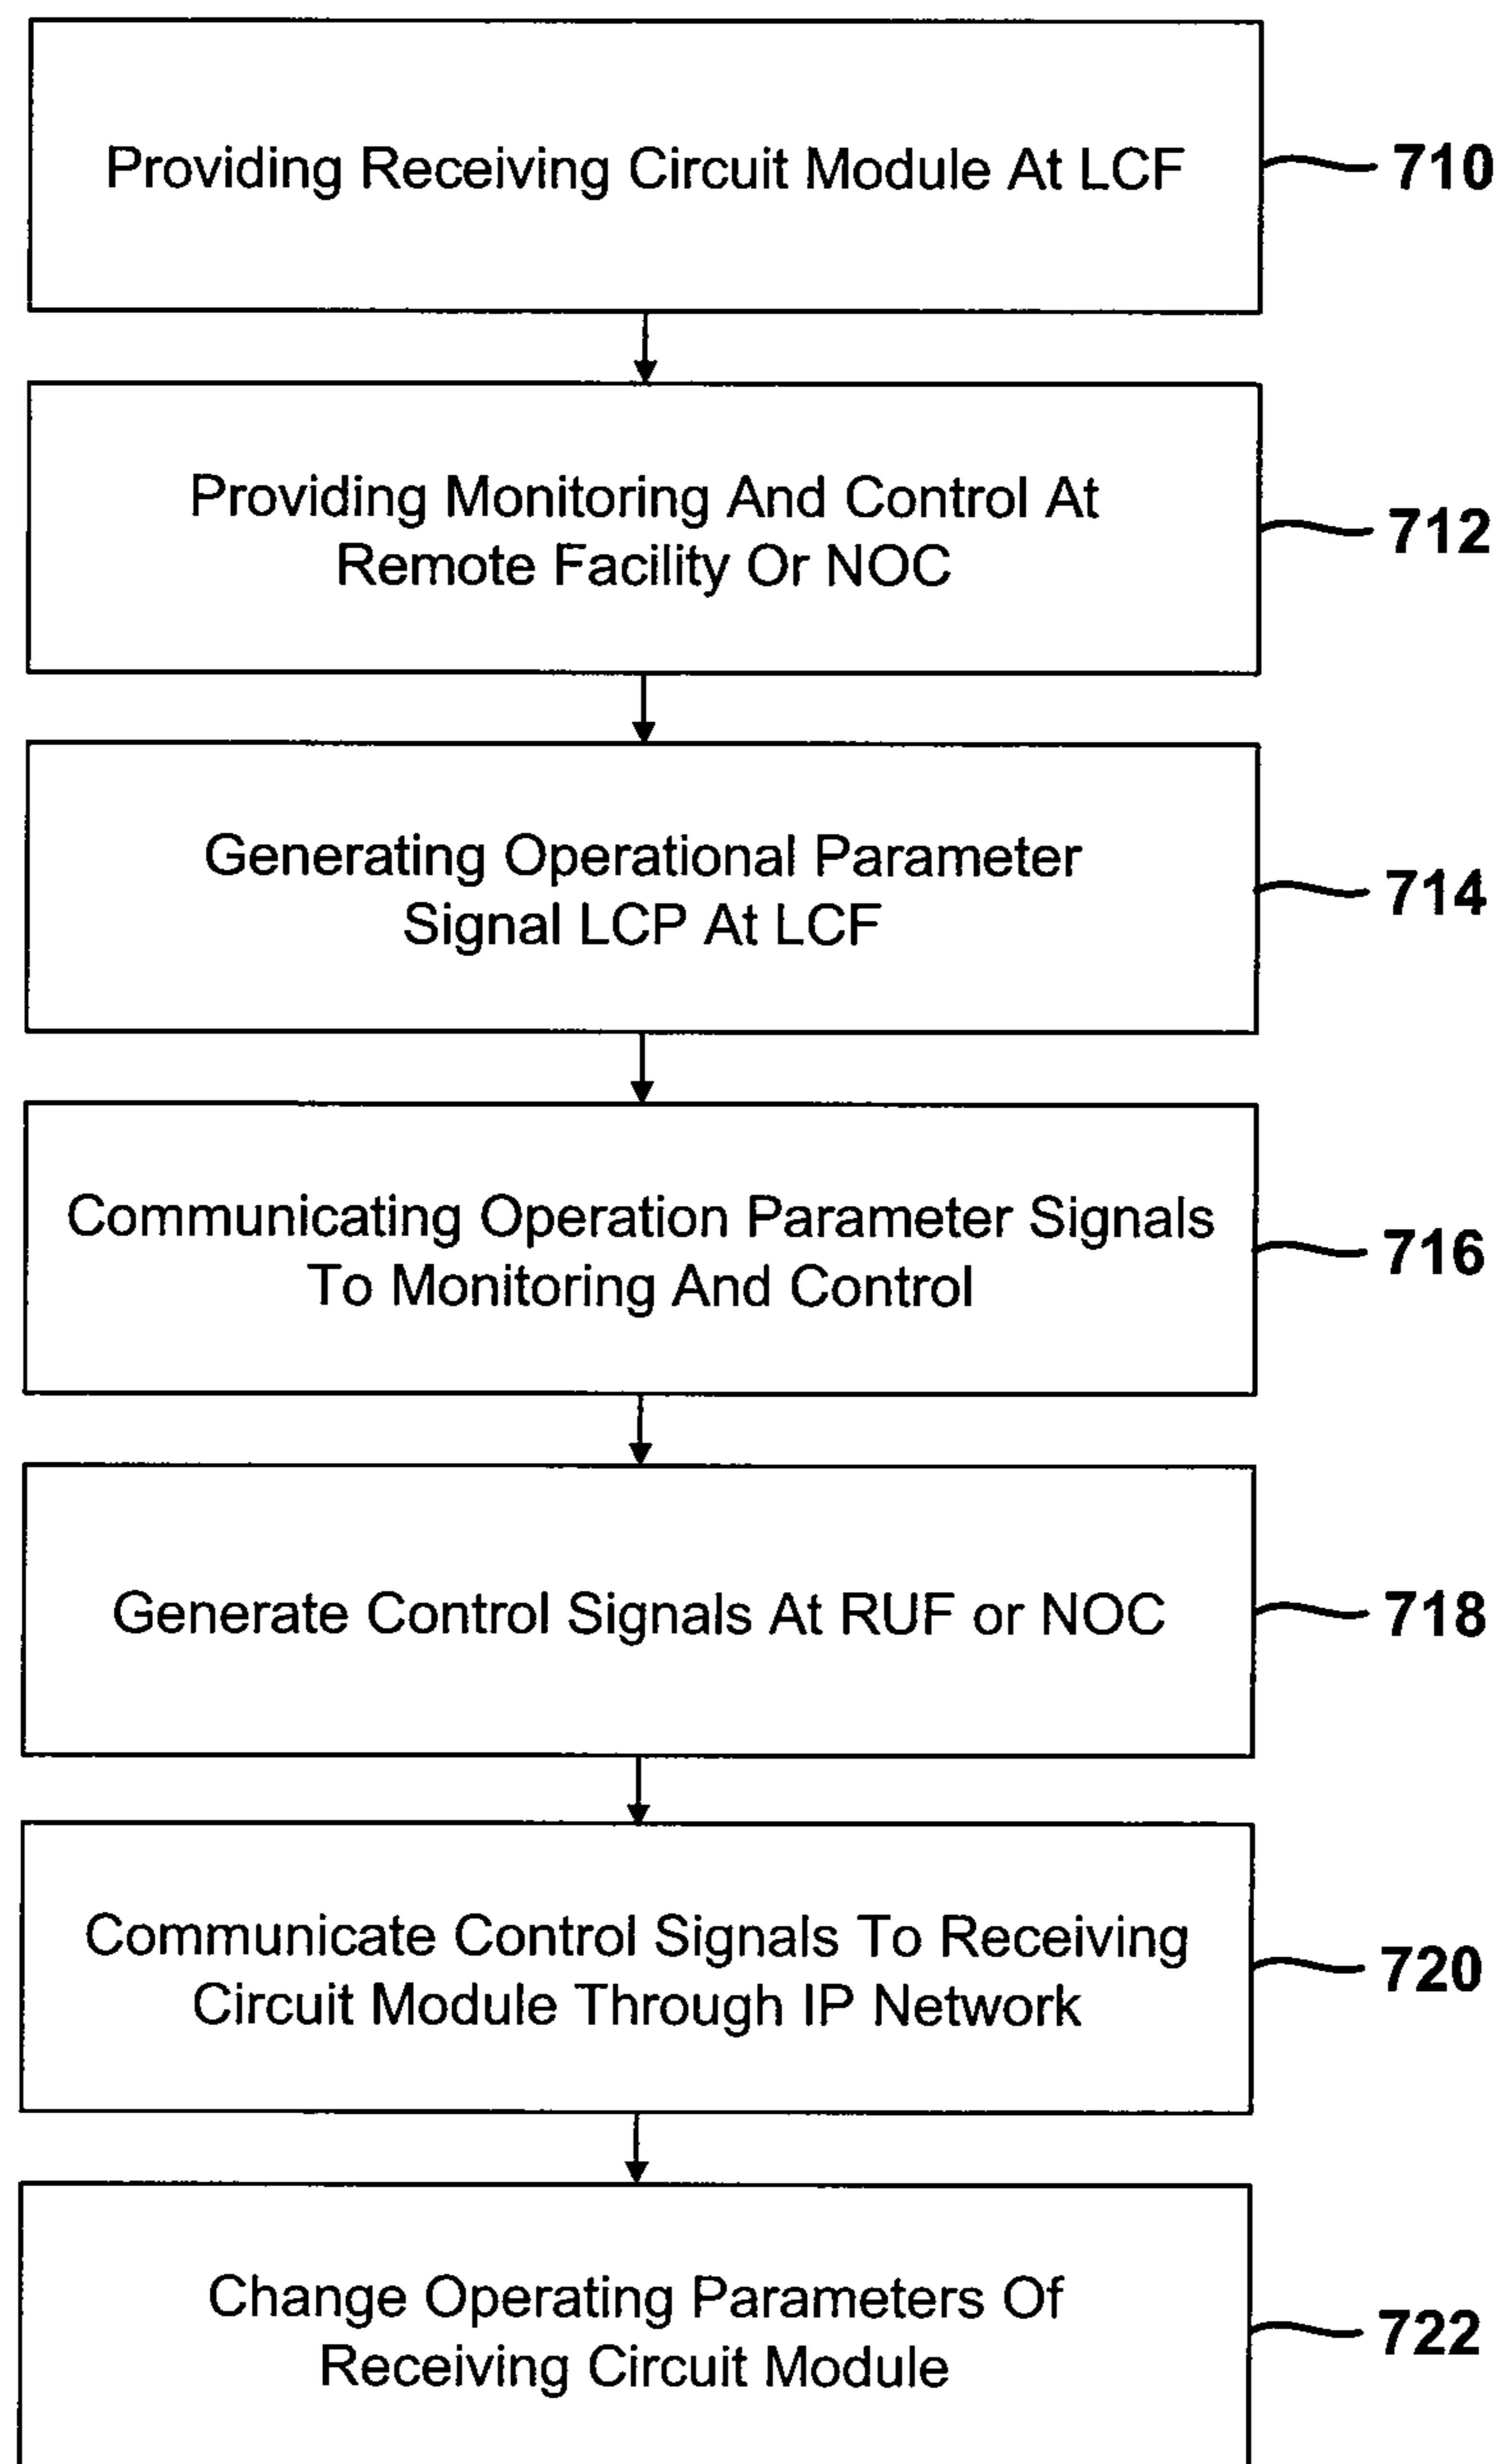 Providing Receiving Circuit Module At LCF
710
Providing Monitoring And Control At
Remote Facility Or NOC
712
Generating Operational Parameter
Signal LCP At LCF
714
Communicating Operation Parameter Signals
To Monitoring And Control
716
Generate Control Signals At RUF or NOC
718
Communicate Control Signals To Receiving
Circuit Module Through IP Network
720
Change Operating Parameters Of
Receiving Circuit Module
722